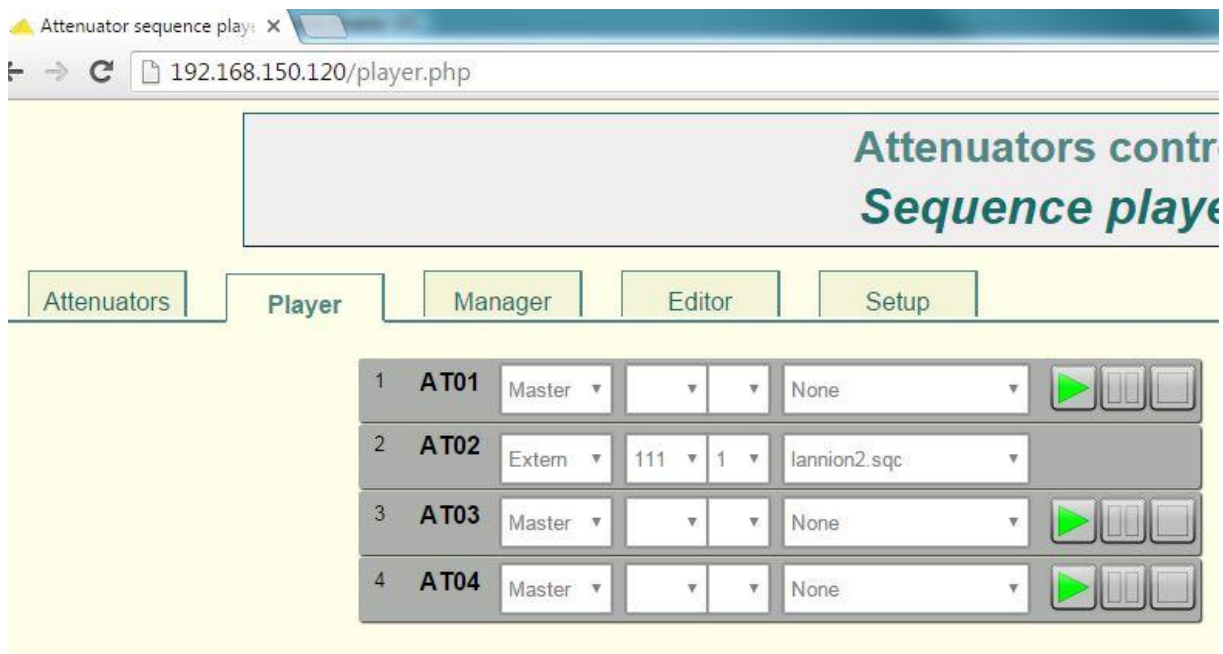 Attenuator sequence play
192.168.150.120/player.php
Attenuators contr
Sequence playe
Attenuators Player Manager Editor Setup
1 AT01 Master None
2 AT02 Extern 111 1 lannion2.sqc
3 AT03 Master None
4 AT04 Master None